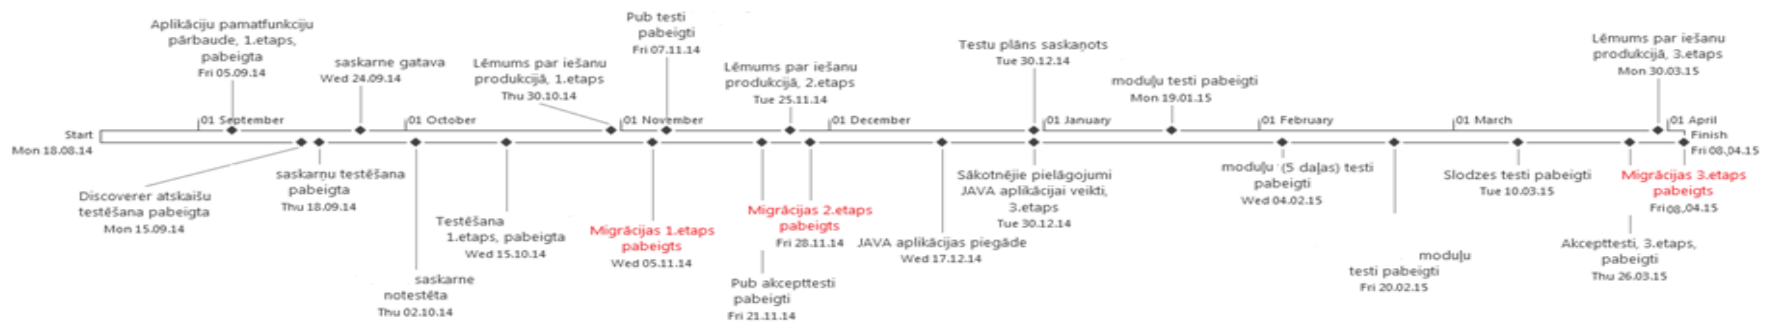 Aplikāciju pamatfunkciju
pārbaude, 1.etaps,
pabeigta
Fri 05.09.14
saskarne gatava
Wed 24.09.14
Lēmums par iešanu
produkcijā, 1.etaps
Thu 30.10.14
Pub testi
pabeigti
Fri 07.11.14
Lēmums par iešanu
produkcijā, 2.etaps
Tue 25.11.14
Testu plāns saskaņots
Tue 30.12.14
moduļu testi pabeigti
Mon 19.01.15
Lēmums par iešanu
produkcijā, 3.etaps
Mon 30.03.15
01 September
01 October
01 November
01 December
01 January
01 February
01 March
01 April
Start
Mon 18.08.14
Finish
Fri 08.04.15
Discoverer atskaišu
testēšana pabeigta
Mon 15.09.14
saskarņu testēšana
pabeigta
Thu 18.09.14
saskarne
notestēta
Thu 02.10.14
Testēšana
1.etaps, pabeigta
Wed 15.10.14
Migrācijas 1.etaps
pabeigts
Wed 05.11.14
Pub akcepttesti
pabeigti
Fri 21.11.14
Migrācijas 2.etaps
pabeigts
Fri 28.11.14
JAVA aplikācijas piegāde
Wed 17.12.14
Sākotnējie pielāgojumi
JAVA aplikācijai veikti,
3.etaps
Tue 30.12.14
moduļu (5 daļas) testi
pabeigti
Wed 04.02.15
moduļu
testi pabeigti
Fri 20.02.15
Slodzes testi pabeigti
Tue 10.03.15
Akcepttesti, 3.etaps,
pabeigti
Thu 26.03.15
Migrācijas 3.etaps
pabeigts
Fri 08.04.15